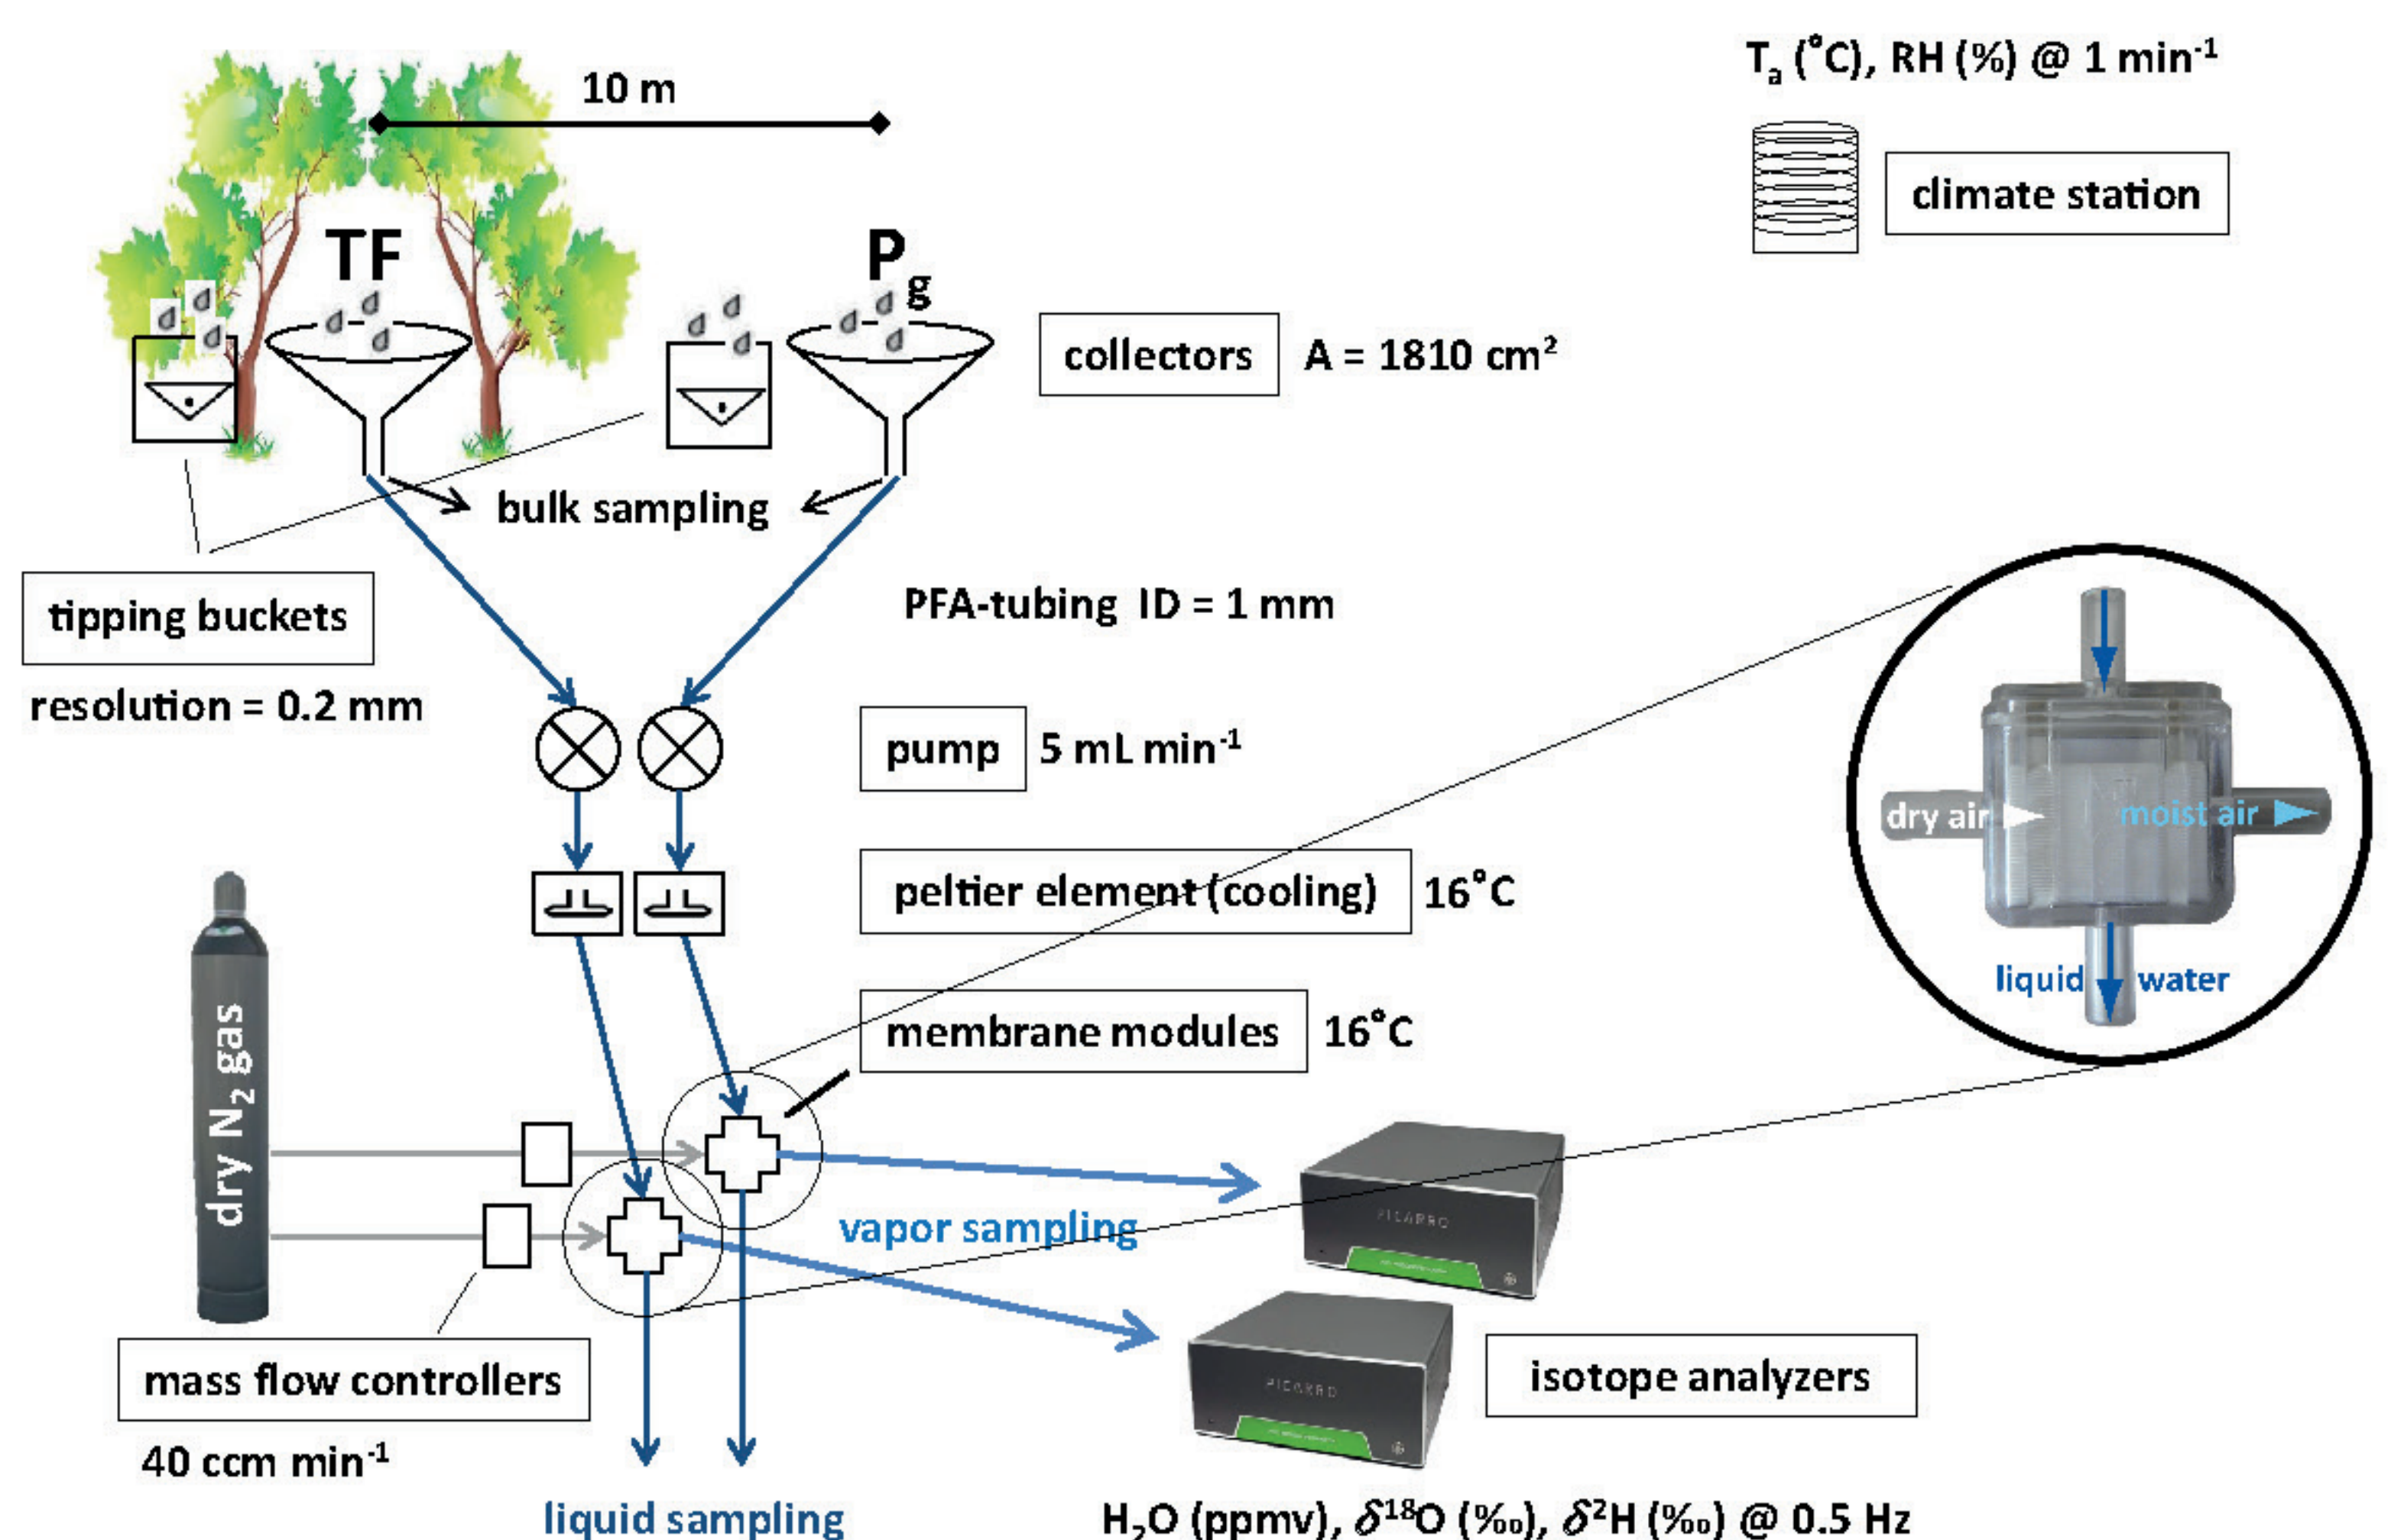 10 m
Tₐ (°C), RH (%) @ 1 min⁻¹
climate station
TF
P_g
collectors
A = 1810 cm²
bulk sampling
tipping buckets
resolution = 0.2 mm
PFA-tubing ID = 1 mm
pump
5 mL min⁻¹
dry air
moist air
peltier element (cooling)
16°C
liquid water
membrane modules
16°C
dry N₂ gas
vapor sampling
PICARRO
PICARRO
mass flow controllers
40 ccm min⁻¹
isotope analyzers
liquid sampling
H₂O (ppmv), δ¹⁸O (‰), δ²H (‰) @ 0.5 Hz